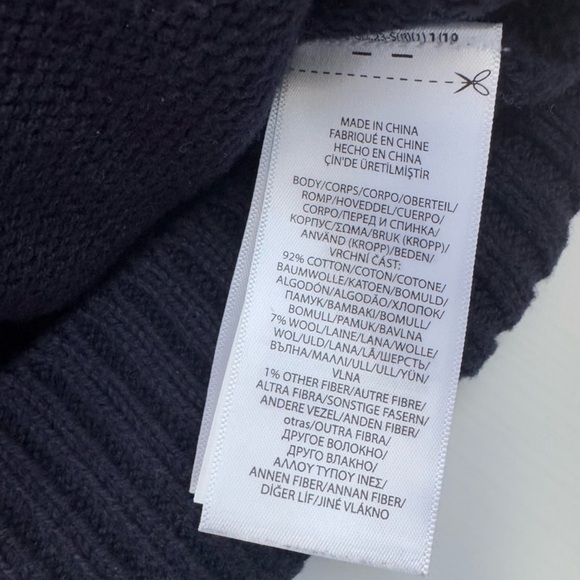 1/10
MADE IN CHINA
FABRIQUÉ EN CHINE
HECHO EN CHINA
ÇİN'DE ÜRETİLMİŞTİR
BODY/CORPS/CORPO/OBERTEIL/
ROMP/HOVEDDEL/CUERPO/
CORPO/ПЕРЕД И СПИНКА/
КОРПУС/ΣΩΜΑ/BRUK (KROPP)/
ANVÄND (KROPP)/BEDEN/
VRCHNÍ ČÁST:
92% COTTON/COTON/COTONE/
BAUMWOLLE/KATOEN/BOMULD/
ALGODÓN/ALGODÃO/ХЛОПОК/
ПАМУК/ΒΑΜΒΑΚΙ/BOMULL/
BOMULL/PAMUK/BAVLNA
7% WOOL/LAINE/LANA/WOLLE/
WOL/ULD/LANA/LÃ/ШЕРСТЬ/
ВЪЛНА/ΜΑΛΛΙ/ULL/ULL/YÜN/
VLNA
1% OTHER FIBER/AUTRE FIBRE/
ALTRA FIBRA/SONSTIGE FASERN/
ANDERE VEZEL/ANDEN FIBER/
otras/OUTRA FIBRA/
ДРУГОЕ ВОЛОКНО/
ДРУГО ВЛАКНО/
ΑΛΛΟΥ ΤΥΠΟΥ ΙΝΕΣ/
ANNEN FIBER/ANNAN FIBER/
DİĞER LİF/JINÉ VLÁKNO